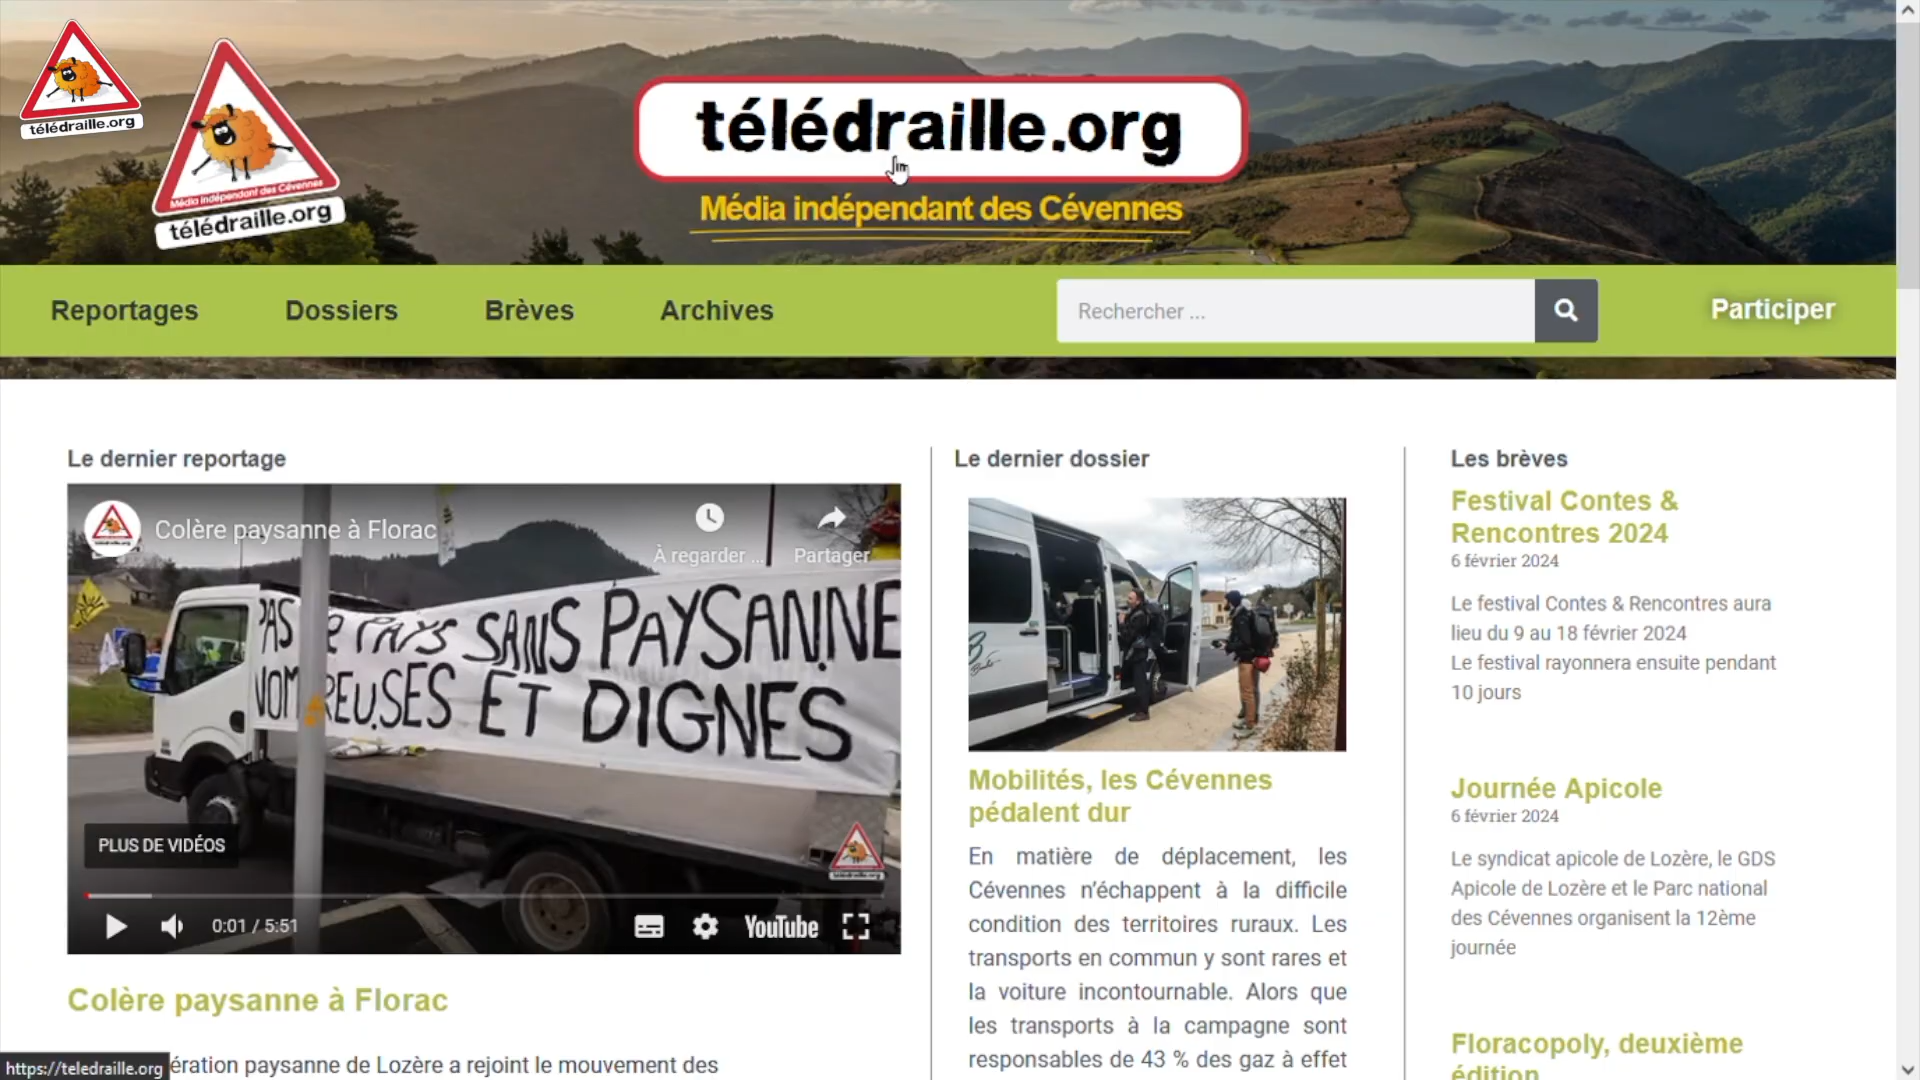 télédraille.org
Média indépendant des Cévennes
télédraille.org
télédraille.org
Média indépendant des Cévennes
Reportages
Dossiers
Brèves
Archives
Rechercher ...
Participer
Le dernier reportage
Colère paysanne à Florac
À regarder ...
Partager
PAS PAYS SANS PAYSANNE
ET DIGNES
PLUS DE VIDÉOS
télédraille.org
0:01 / 5:51
YouTube
Colère paysanne à Florac
ération paysanne de Lozère a rejoint le mouvement des
https://teledraille.org
Le dernier dossier
Mobilités, les Cévennes
pédalent dur
En matière de déplacement, les
Cévennes n’échappent à la difficile
condition des territoires ruraux. Les
transports en commun y sont rares et
la voiture incontournable. Alors que
les transports à la campagne sont
responsables de 43 % des gaz à effet
Les brèves
Festival Contes &
Rencontres 2024
6 février 2024
Le festival Contes & Rencontres aura
lieu du 9 au 18 février 2024
Le festival rayonnera ensuite pendant
10 jours
Journée Apicole
6 février 2024
Le syndicat apicole de Lozère, le GDS
Apicole de Lozère et le Parc national
des Cévennes organisent la 12ème
journée
Floracopoly, deuxième
édition